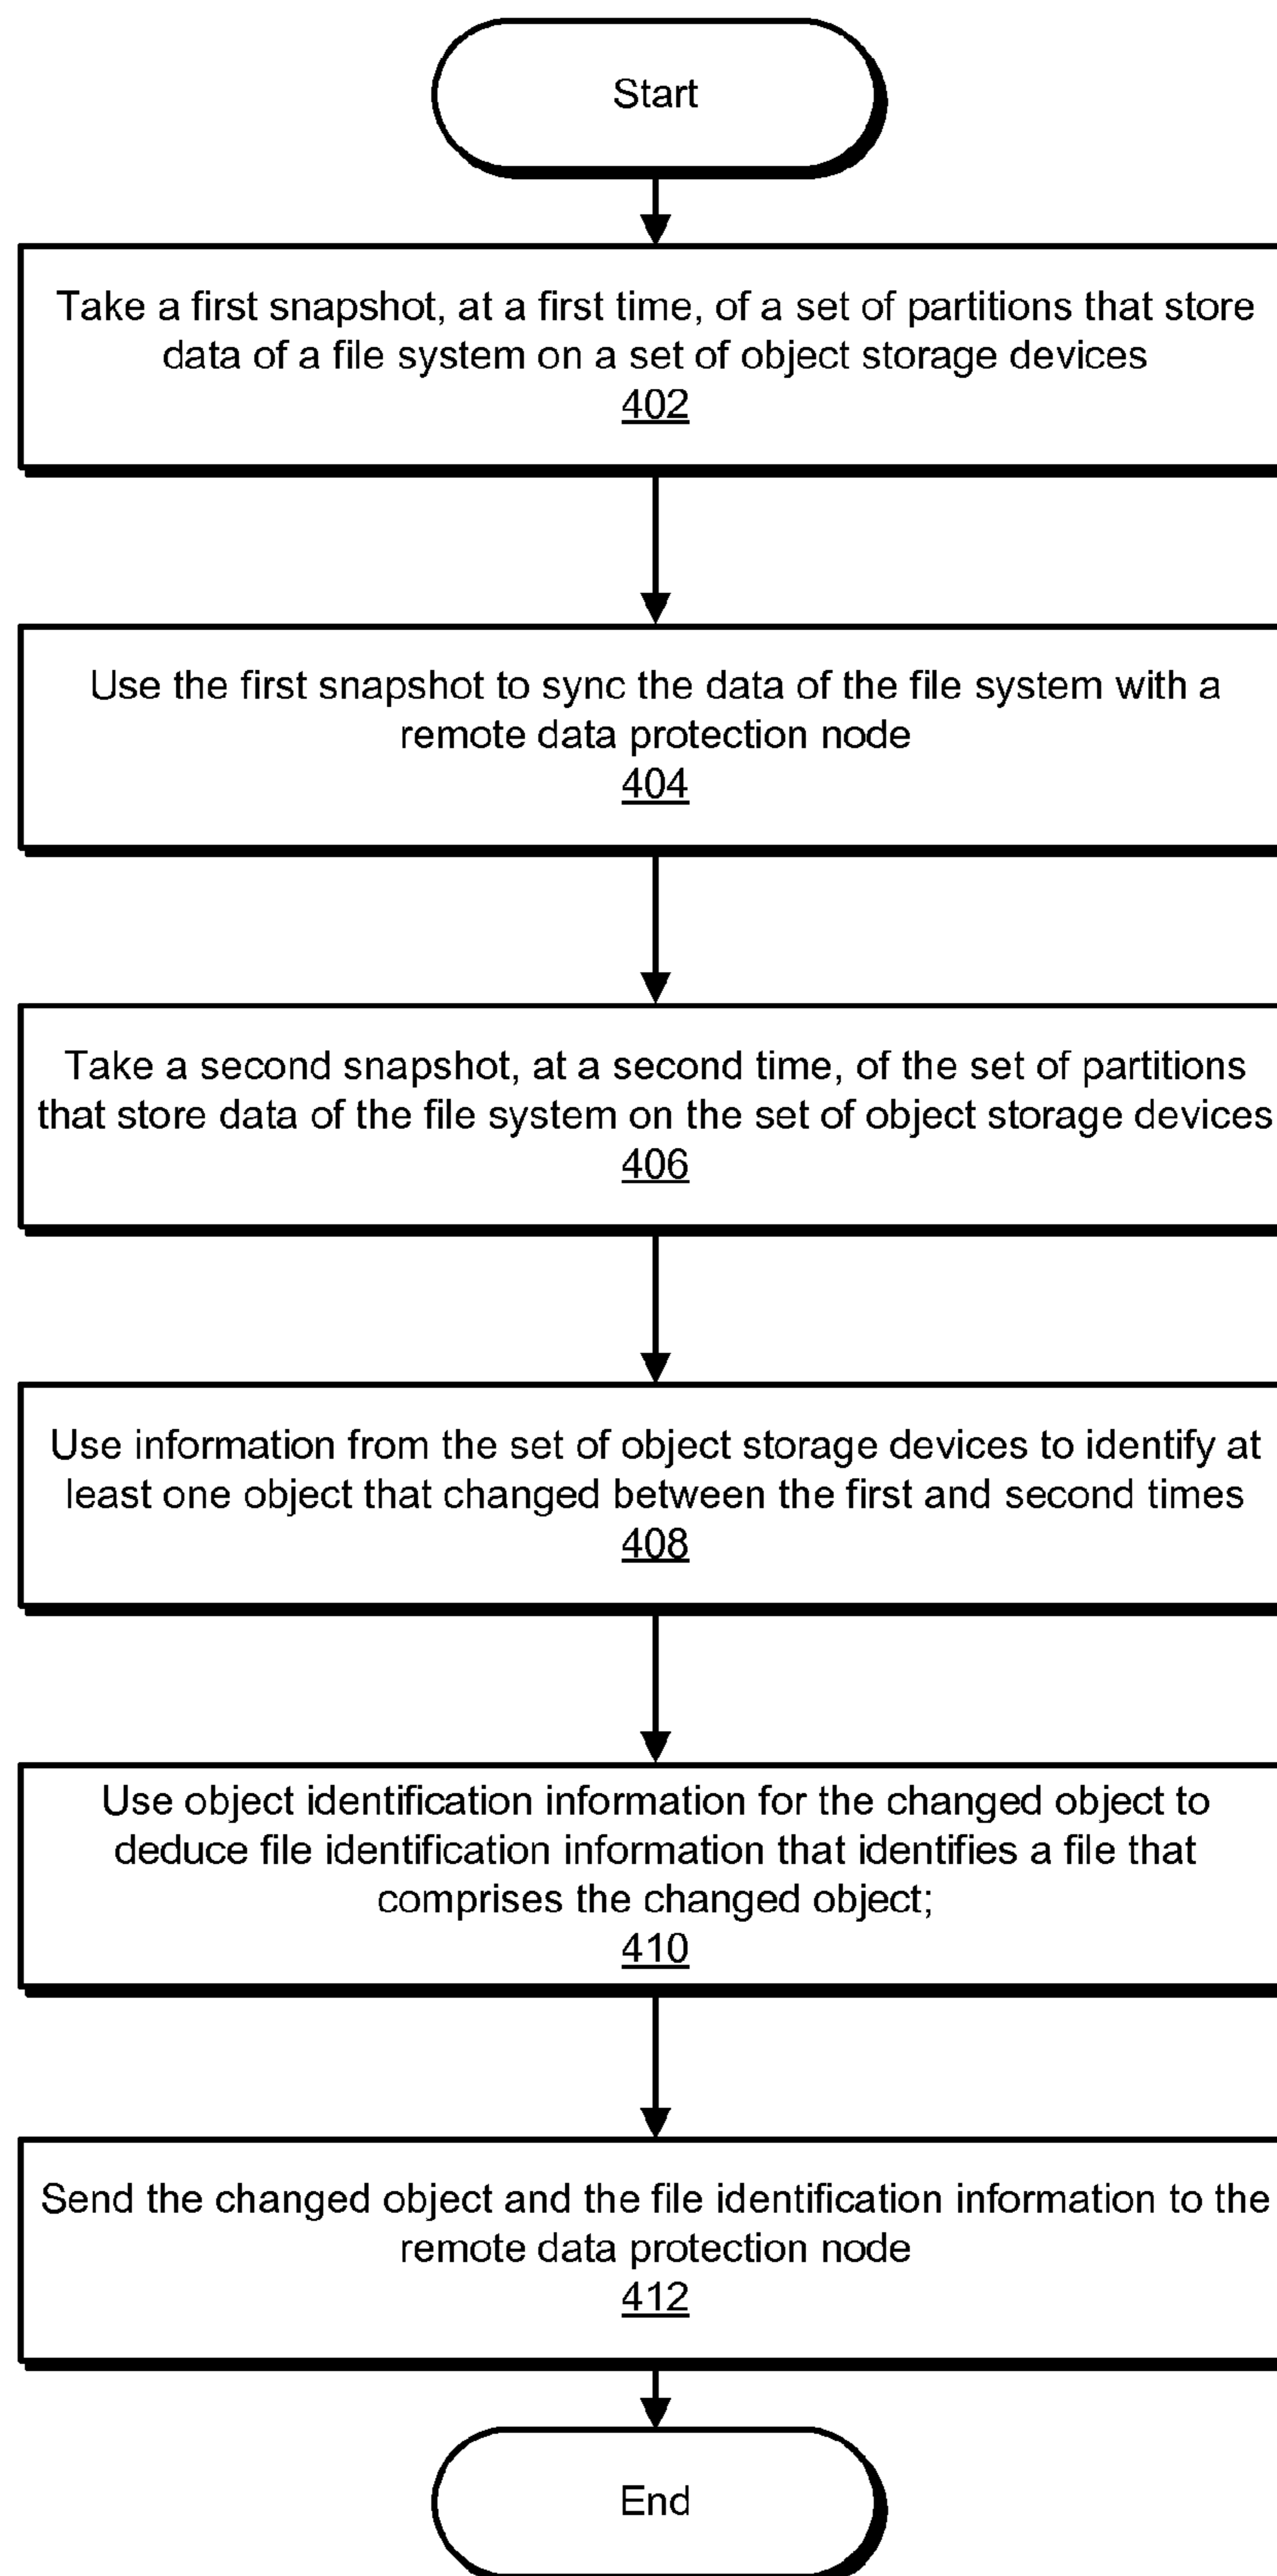 Start
Take a first snapshot, at a first time, of a set of partitions that store
data of a file system on a set of object storage devices
402
Use the first snapshot to sync the data of the file system with a
remote data protection node
404
Take a second snapshot, at a second time, of the set of partitions
that store data of the file system on the set of object storage devices
406
Use information from the set of object storage devices to identify at
least one object that changed between the first and second times
408
Use object identification information for the changed object to
deduce file identification information that identifies a file that
comprises the changed object;
410
Send the changed object and the file identification information to the
remote data protection node
412
End